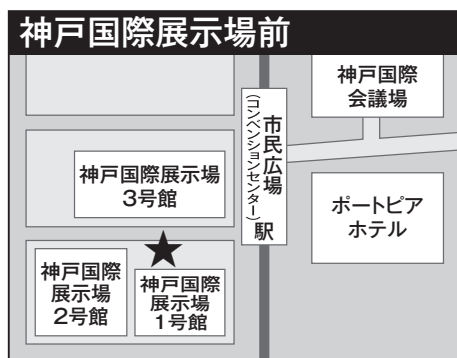 神戸国際展示場前
神戸国際
会議場
市民広場
(コンベンションセンター)
駅
神戸国際展示場
3号館
ポートピア
ホテル
神戸国際
展示場
2号館
神戸国際
展示場
1号館